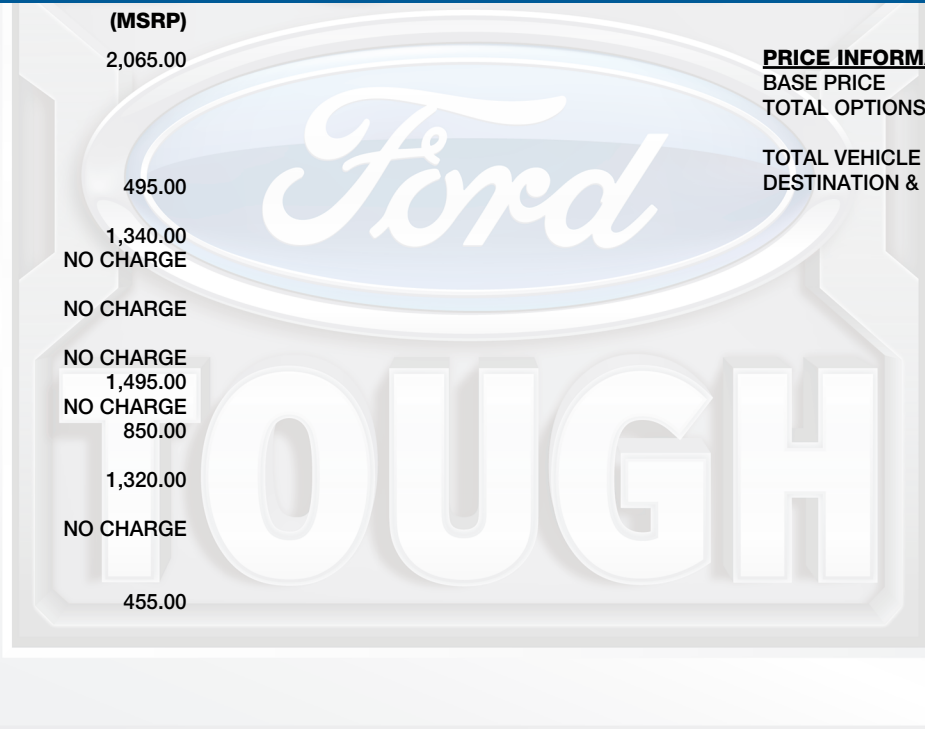 (MSRP)
2,065.00
495.00
1,340.00
NO CHARGE
NO CHARGE
NO CHARGE
1,495.00
NO CHARGE
850.00
1,320.00
NO CHARGE
455.00
PRICE INFORMA
BASE PRICE
TOTAL OPTIONS
TOTAL VEHICLE
DESTINATION &
Ford
TOUGH